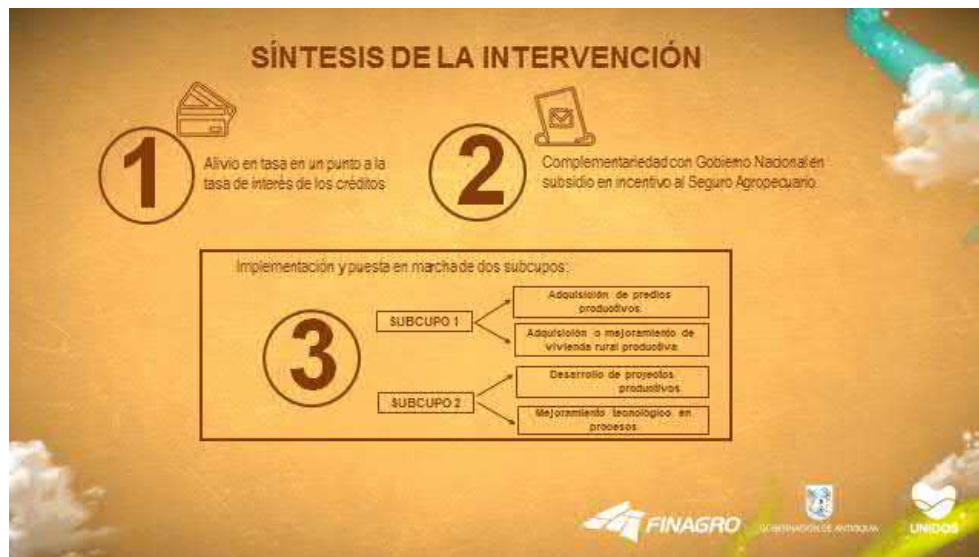 SÍNTESIS DE LA INTERVENCIÓN
1
Alivio en tasa en un punto a la
tasa de interés de los créditos
2
Complementariedad con Gobierno Nacional en
subsidio en incentivo al Seguro Agropecuario.
Implementación y puesta en marcha de dos subcupos:
3
SUBCUPO 1
Adquisición de predios
productivos
Adquisición o mejoramiento de
vivienda rural productiva
SUBCUPO 2
Desarrollo de proyectos
productivos
Mejoramiento tecnológico en
procesos
FINAGRO
GOBERNACIÓN DE ANTIOQUIA
UNIDOS